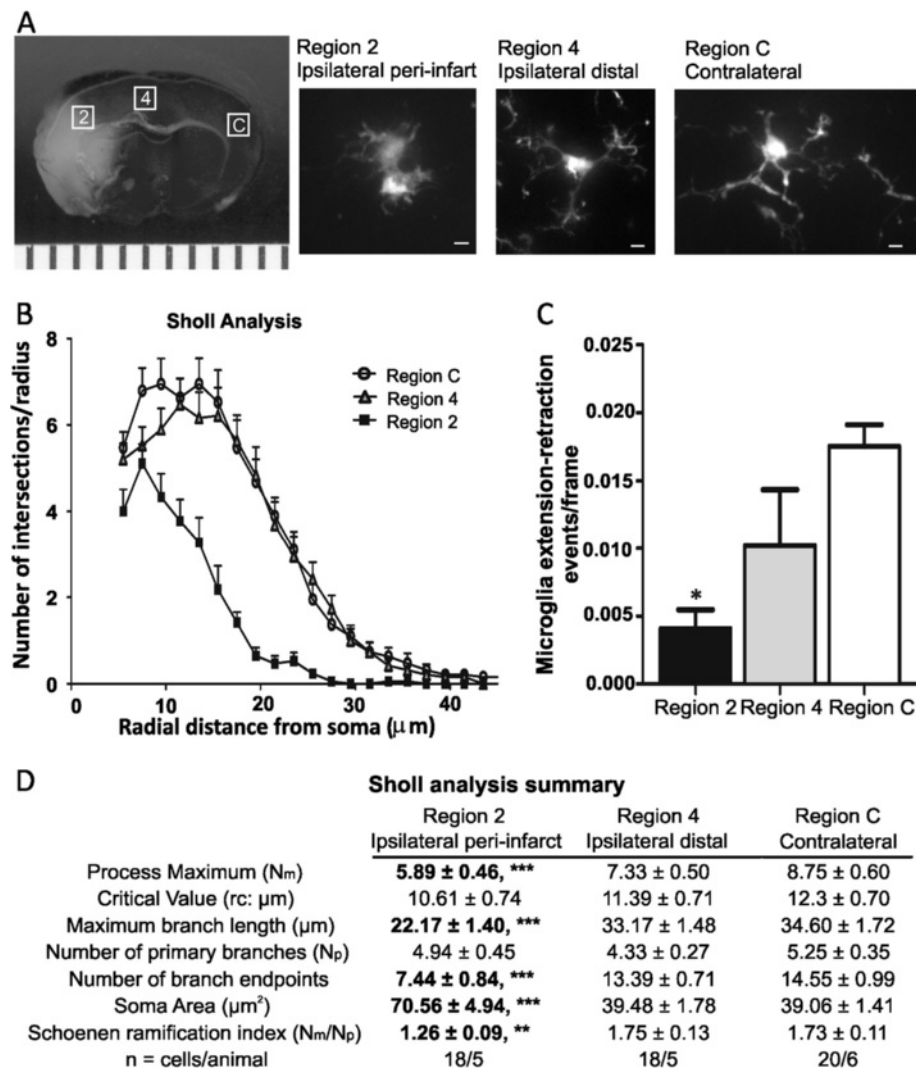 A
Region 2
Ipsilateral peri-infart
Region 4
Ipsilateral distal
Region C
Contralateral
2
4
C
B
Sholl Analysis
Number of intersections/radius
8
6
4
2
0
Region C
Region 4
Region 2
0 10 20 30 40
Radial distance from soma (μm)
C
Microglia extension-retraction
events/frame
0.025
0.020
0.015
0.010
0.005
0.000
*
Region 2 Region 4 Region C
D
Sholl analysis summary
Region 2 Region 4 Region C
Ipsilateral peri-infarct Ipsilateral distal Contralateral
Process Maximum (Nm) 5.89 ± 0.46, *** 7.33 ± 0.50 8.75 ± 0.60
Critical Value (rc: μm) 10.61 ± 0.74 11.39 ± 0.71 12.3 ± 0.70
Maximum branch length (μm) 22.17 ± 1.40, *** 33.17 ± 1.48 34.60 ± 1.72
Number of primary branches (Np) 4.94 ± 0.45 4.33 ± 0.27 5.25 ± 0.35
Number of branch endpoints 7.44 ± 0.84, *** 13.39 ± 0.71 14.55 ± 0.99
Soma Area (μm²) 70.56 ± 4.94, *** 39.48 ± 1.78 39.06 ± 1.41
Schoenen ramification index (Nm/Np) 1.26 ± 0.09, ** 1.75 ± 0.13 1.73 ± 0.11
n = cells/animal 18/5 18/5 20/6